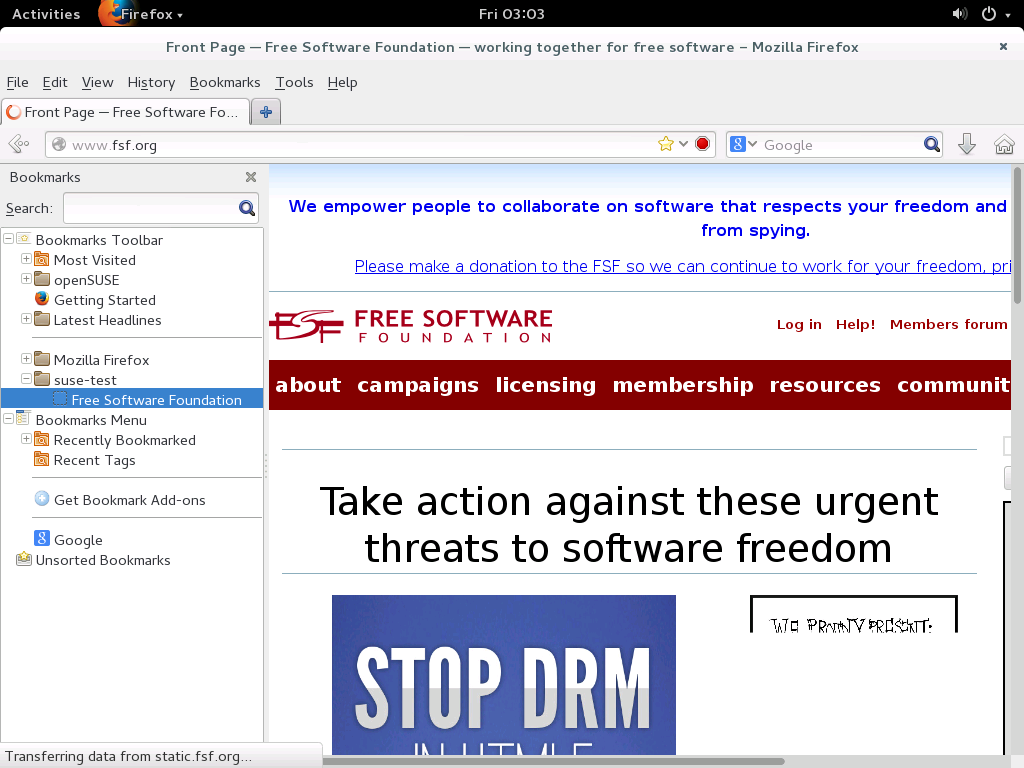 Activities Firefox Fri 03:03
Front Page — Free Software Foundation — working together for free software – Mozilla Firefox
File Edit View History Bookmarks Tools Help
Front Page — Free Software Fo...
www.fsf.org Google
Bookmarks
Search:
Bookmarks Toolbar
Most Visited
openSUSE
Getting Started
Latest Headlines
Mozilla Firefox
suse-test
Free Software Foundation
Bookmarks Menu
Recently Bookmarked
Recent Tags
Get Bookmark Add-ons
Google
Unsorted Bookmarks
We empower people to collaborate on software that respects your freedom and
from spying.
Please make a donation to the FSF so we can continue to work for your freedom, pri
FSF FREE SOFTWARE
FOUNDATION
Log in Help! Members forum
about campaigns licensing membership resources communit
Take action against these urgent
threats to software freedom
STOP DRM
IN HTML5
Transferring data from static.fsf.org...